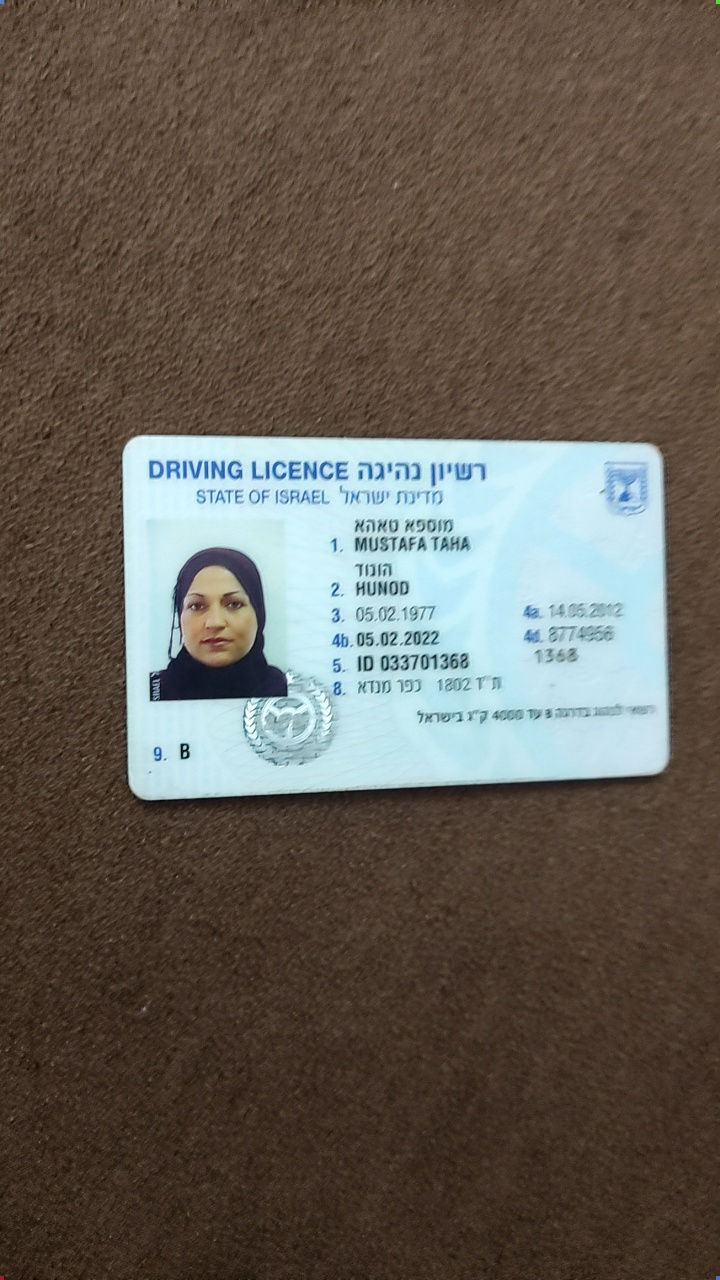 DRIVING LICENCE רשיון נהיגה
STATE OF ISRAEL מדינת ישראל
מוספא טאהא
1. MUSTAFA TAHA
הונוד
2. HUNOD
3. 05.02.1977 4a. 14.05.2012
4b. 05.02.2022 4d. 8774956
5. ID 033701368 1368
8. כפר מנדא 1802 ת"ד
רשאי לנהוג בדרגה B עד 4000 ק"ג בישראל
9. B
ISRAEL